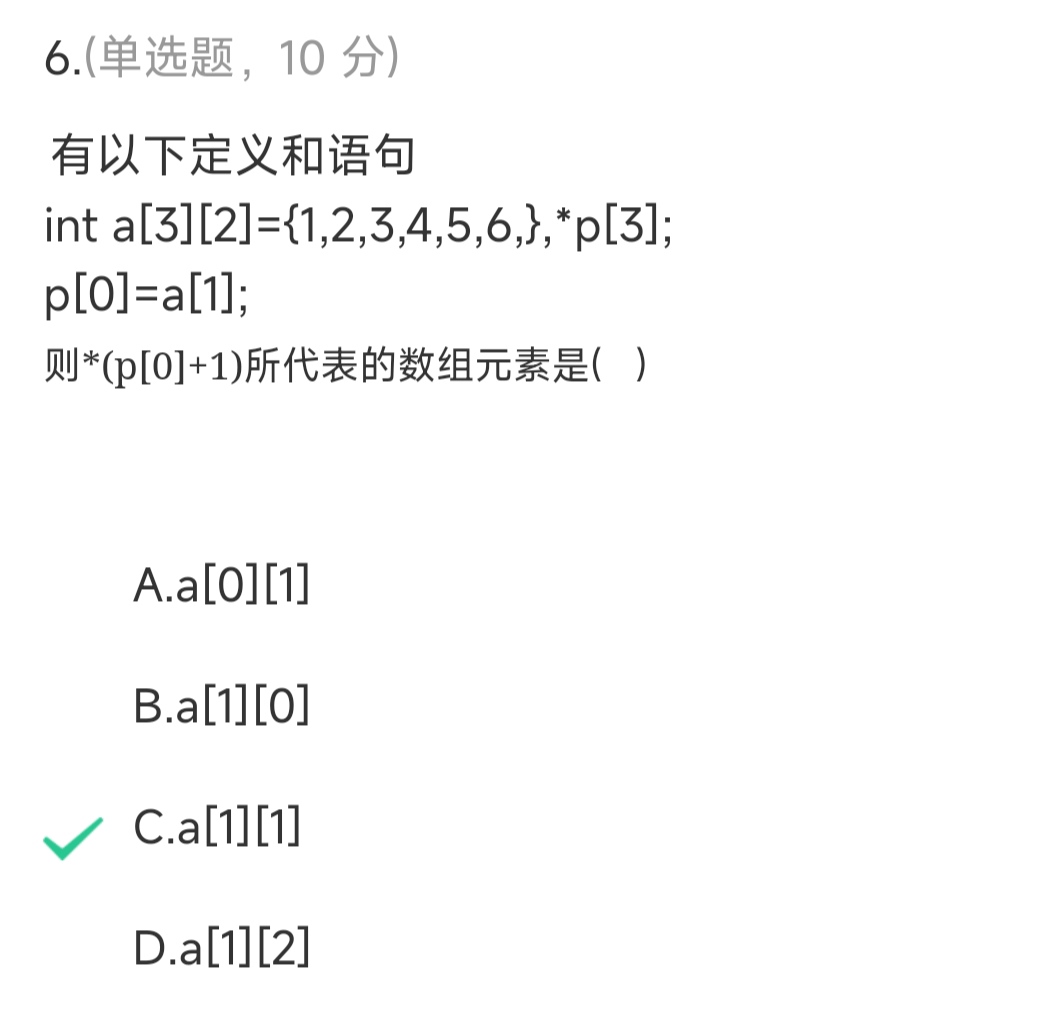 6.(单选题，10 分)
有以下定义和语句
int a[3][2]={1,2,3,4,5,6,},*p[3];
p[0]=a[1];
则*(p[0]+1)所代表的数组元素是(   )
A.a[0][1]
B.a[1][0]
C.a[1][1]
D.a[1][2]